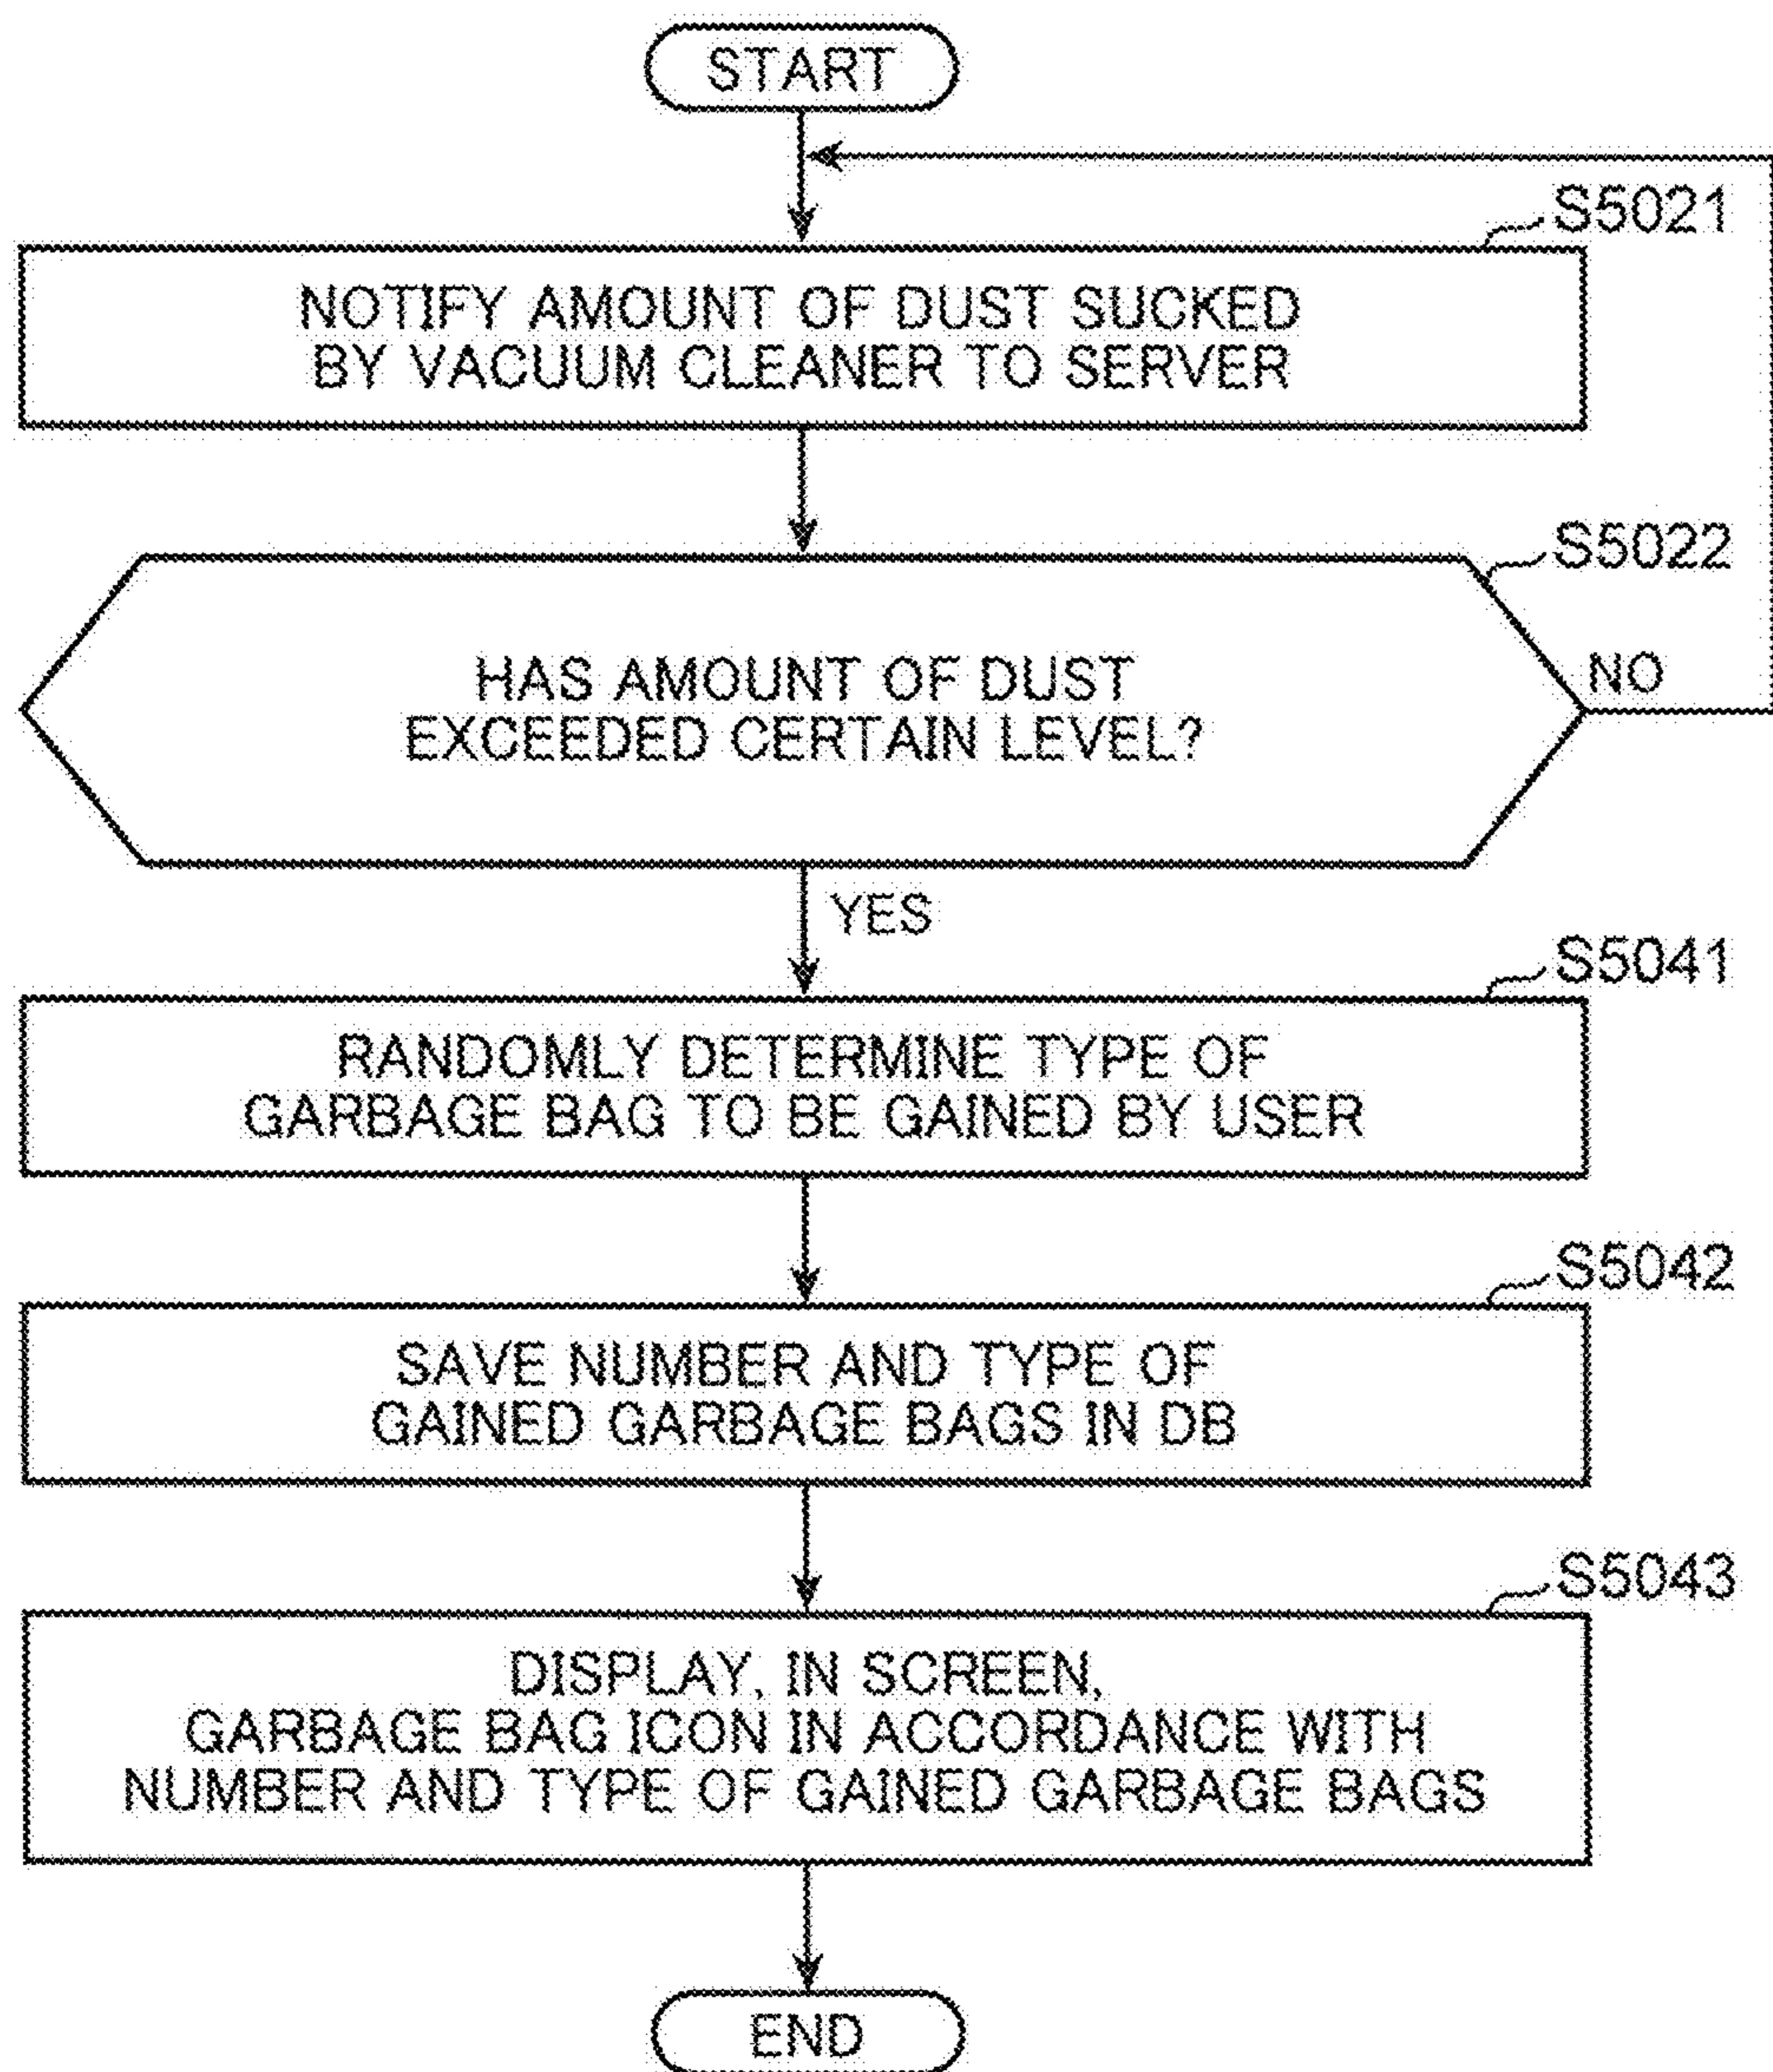 START
S5021
NOTIFY AMOUNT OF DUST SUCKED
BY VACUUM CLEANER TO SERVER
S5022
HAS AMOUNT OF DUST
EXCEEDED CERTAIN LEVEL?
NO
YES
S5041
RANDOMLY DETERMINE TYPE OF
GARBAGE BAG TO BE GAINED BY USER
S5042
SAVE NUMBER AND TYPE OF
GAINED GARBAGE BAGS IN DB
S5043
DISPLAY, IN SCREEN,
GARBAGE BAG ICON IN ACCORDANCE WITH
NUMBER AND TYPE OF GAINED GARBAGE BAGS
END